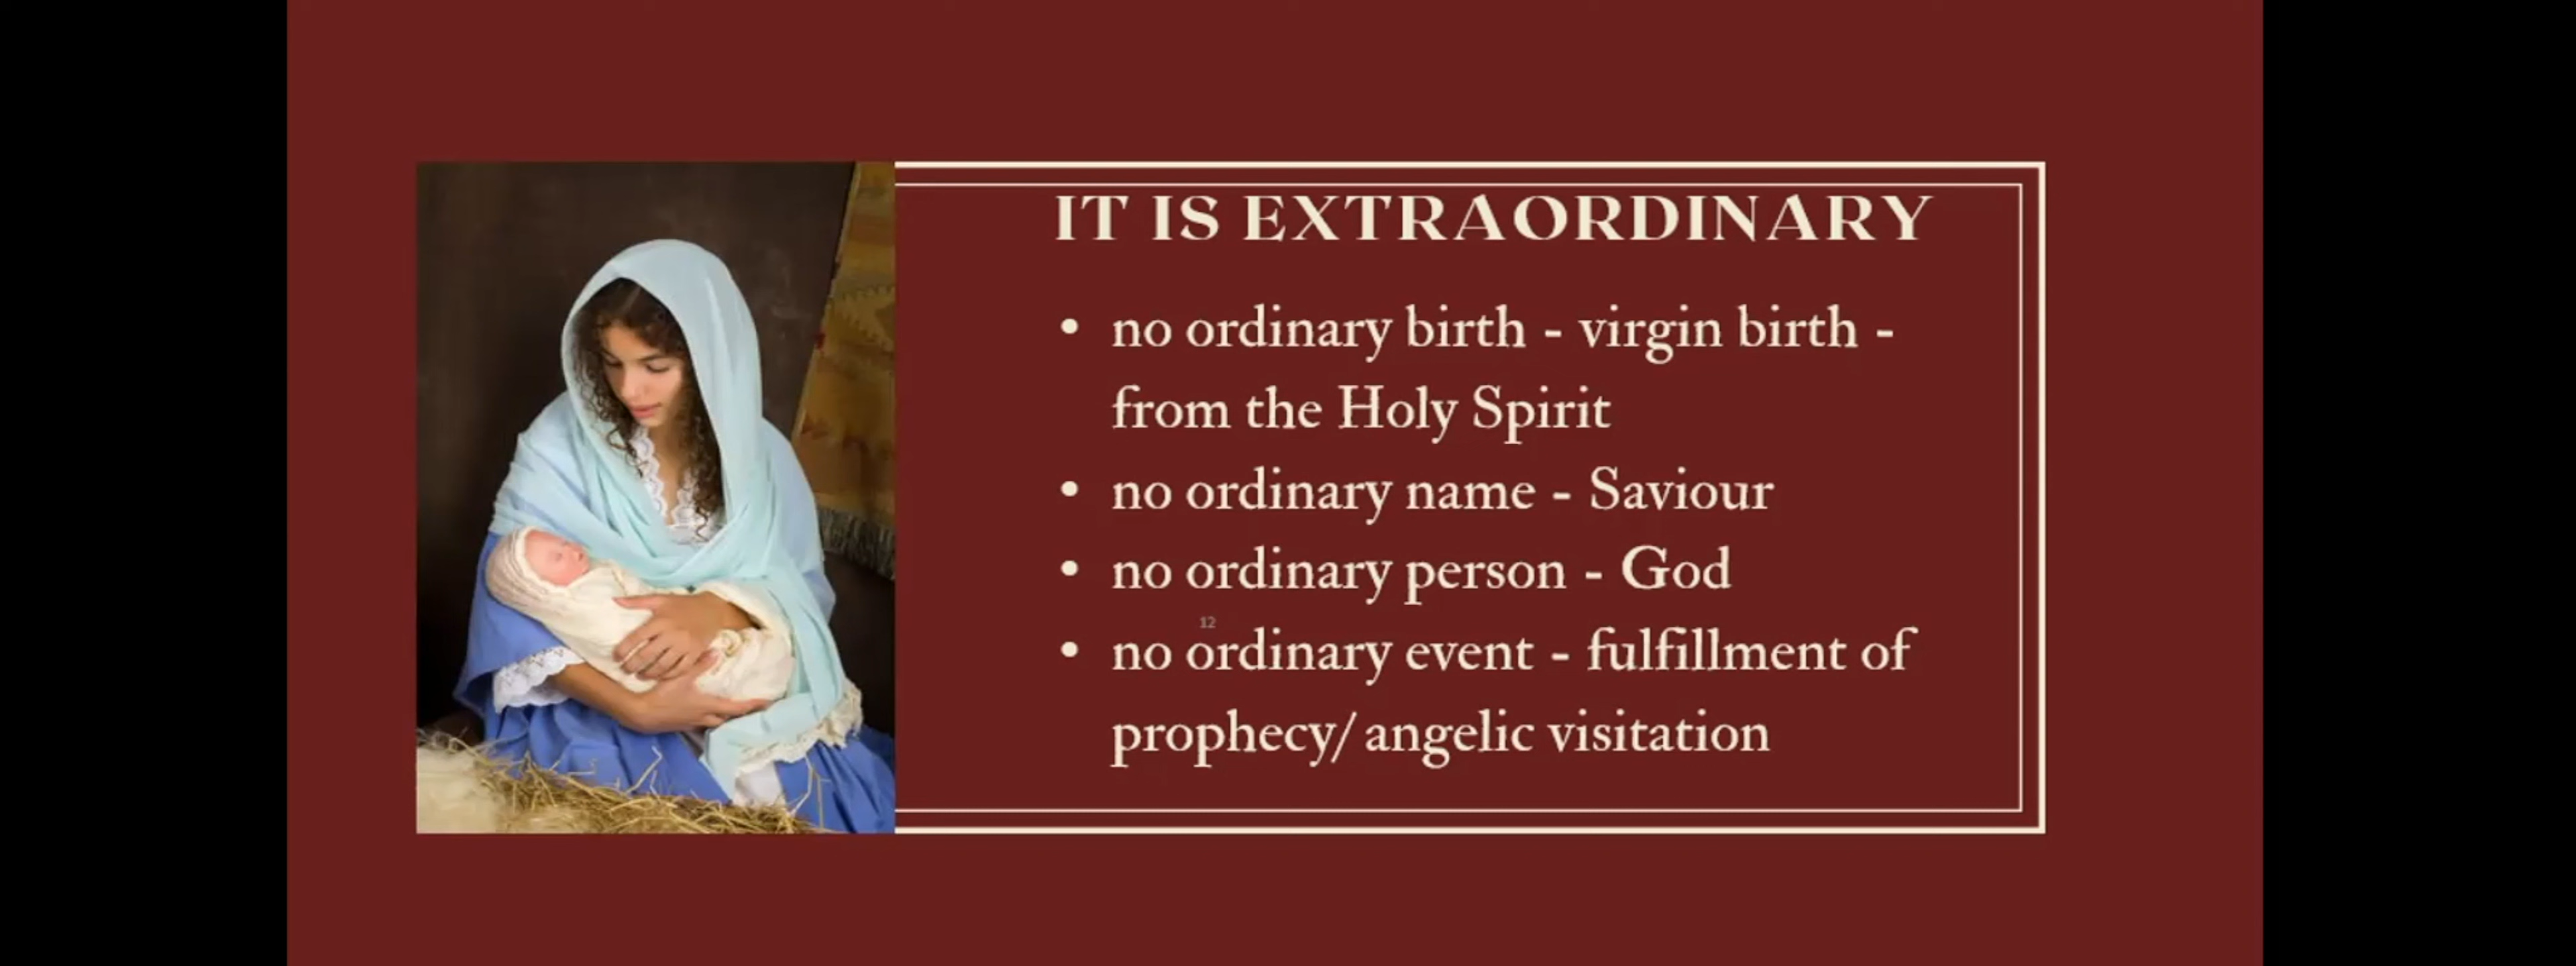 IT IS EXTRAORDINARY
• no ordinary birth - virgin birth -
from the Holy Spirit
• no ordinary name - Saviour
• no ordinary person - God
12
• no ordinary event - fulfillment of
prophecy/ angelic visitation